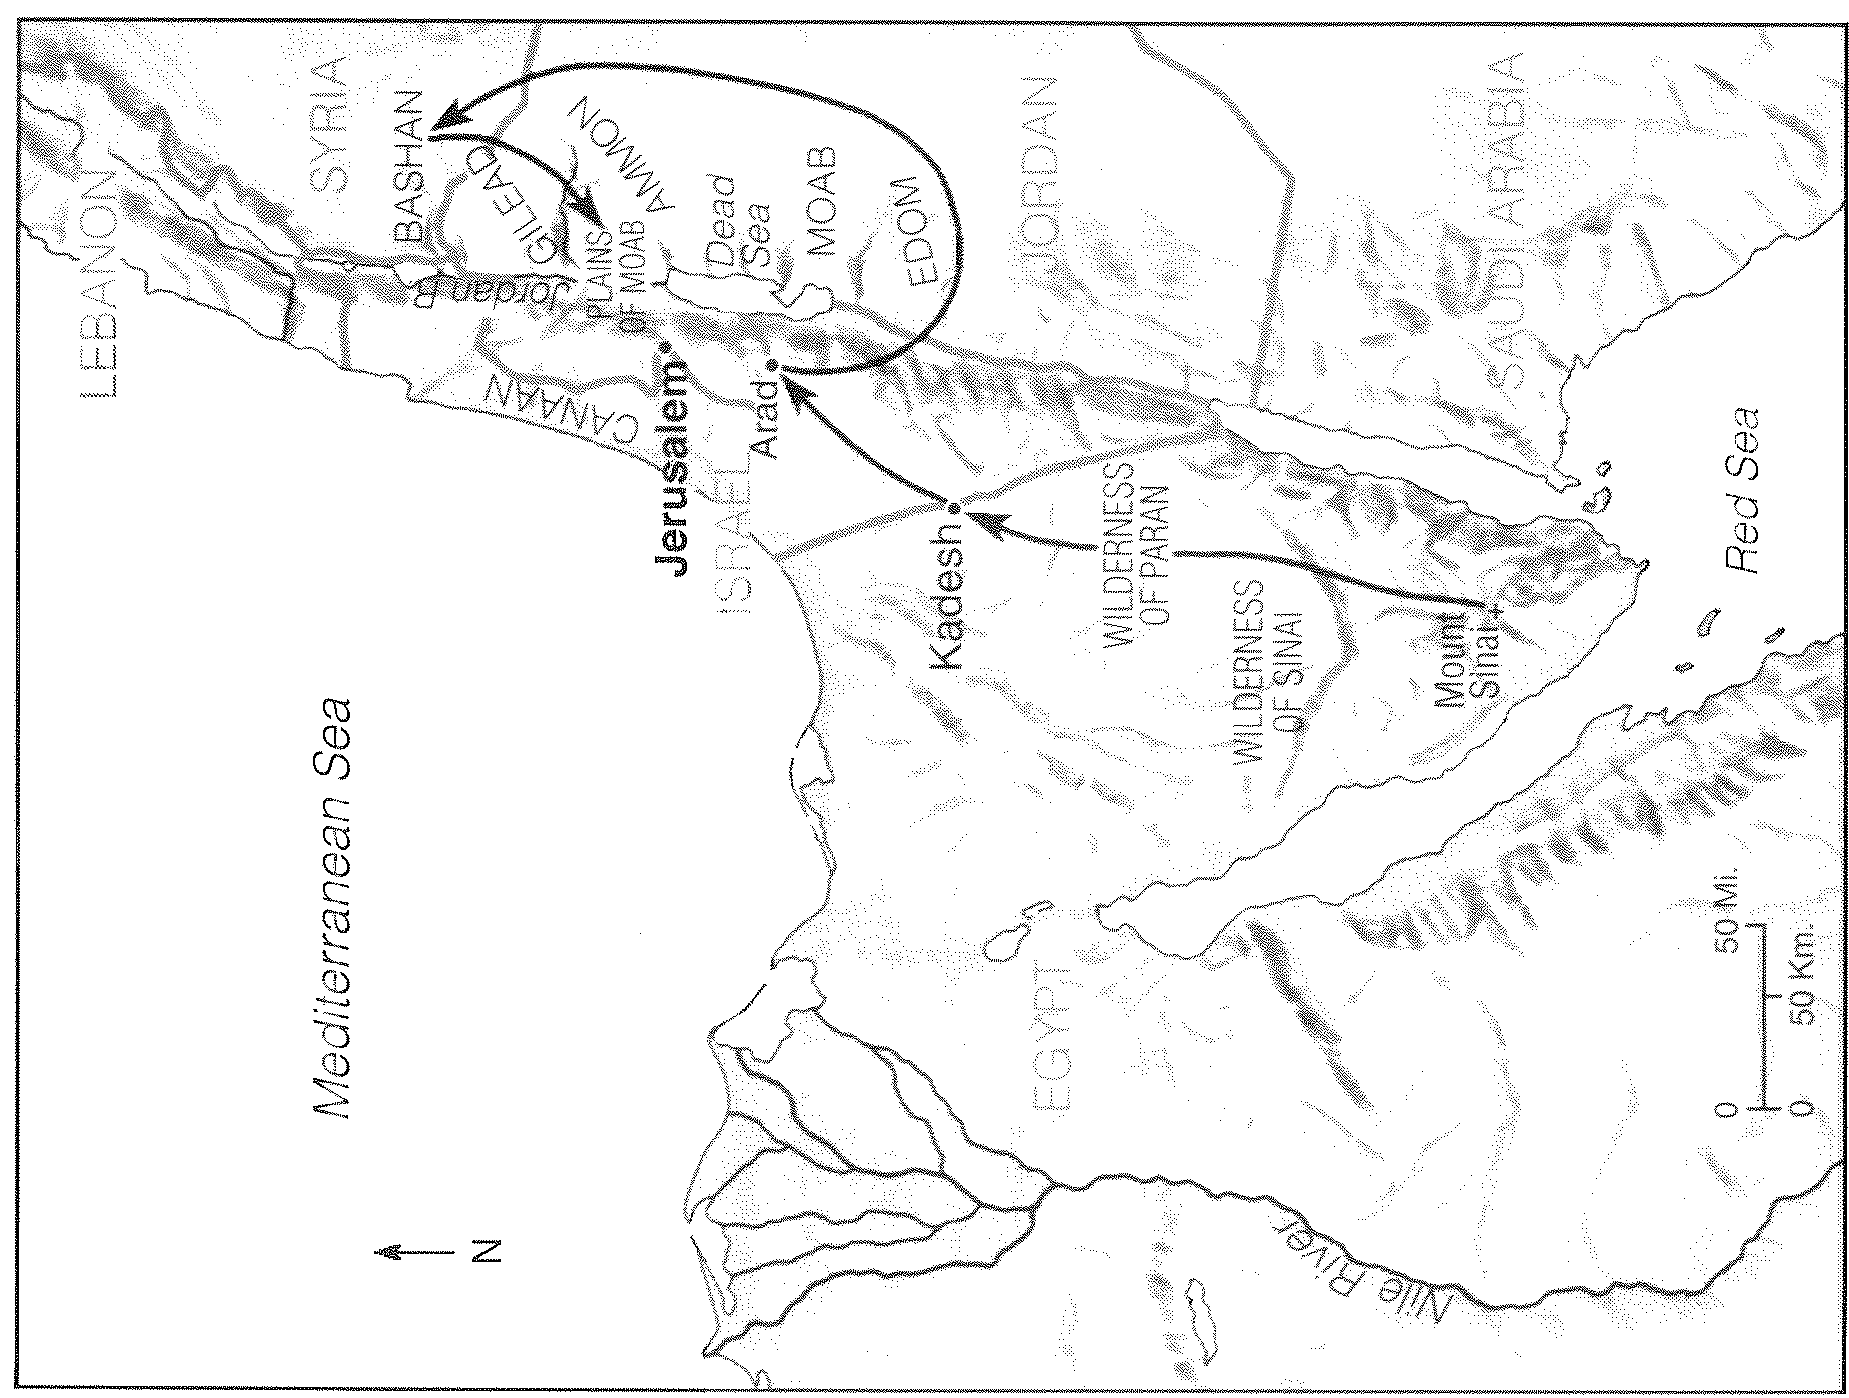 LEBANON
SYRIA
BASHAN
GILEAD
AMMON
Jordan R.
PLAINS
OF MOAB
Dead
Sea
MOAB
EDOM
JORDAN
SAUDI ARABIA
CANAAN
Jerusalem
Arad
ISRAEL
Kadesh
WILDERNESS
OF PARAN
WILDERNESS
OF SINAI
Mount
Sinai
Red Sea
Mediterranean Sea
EGYPT
Nile River
N
0 50 Mi.
0 50 Km.